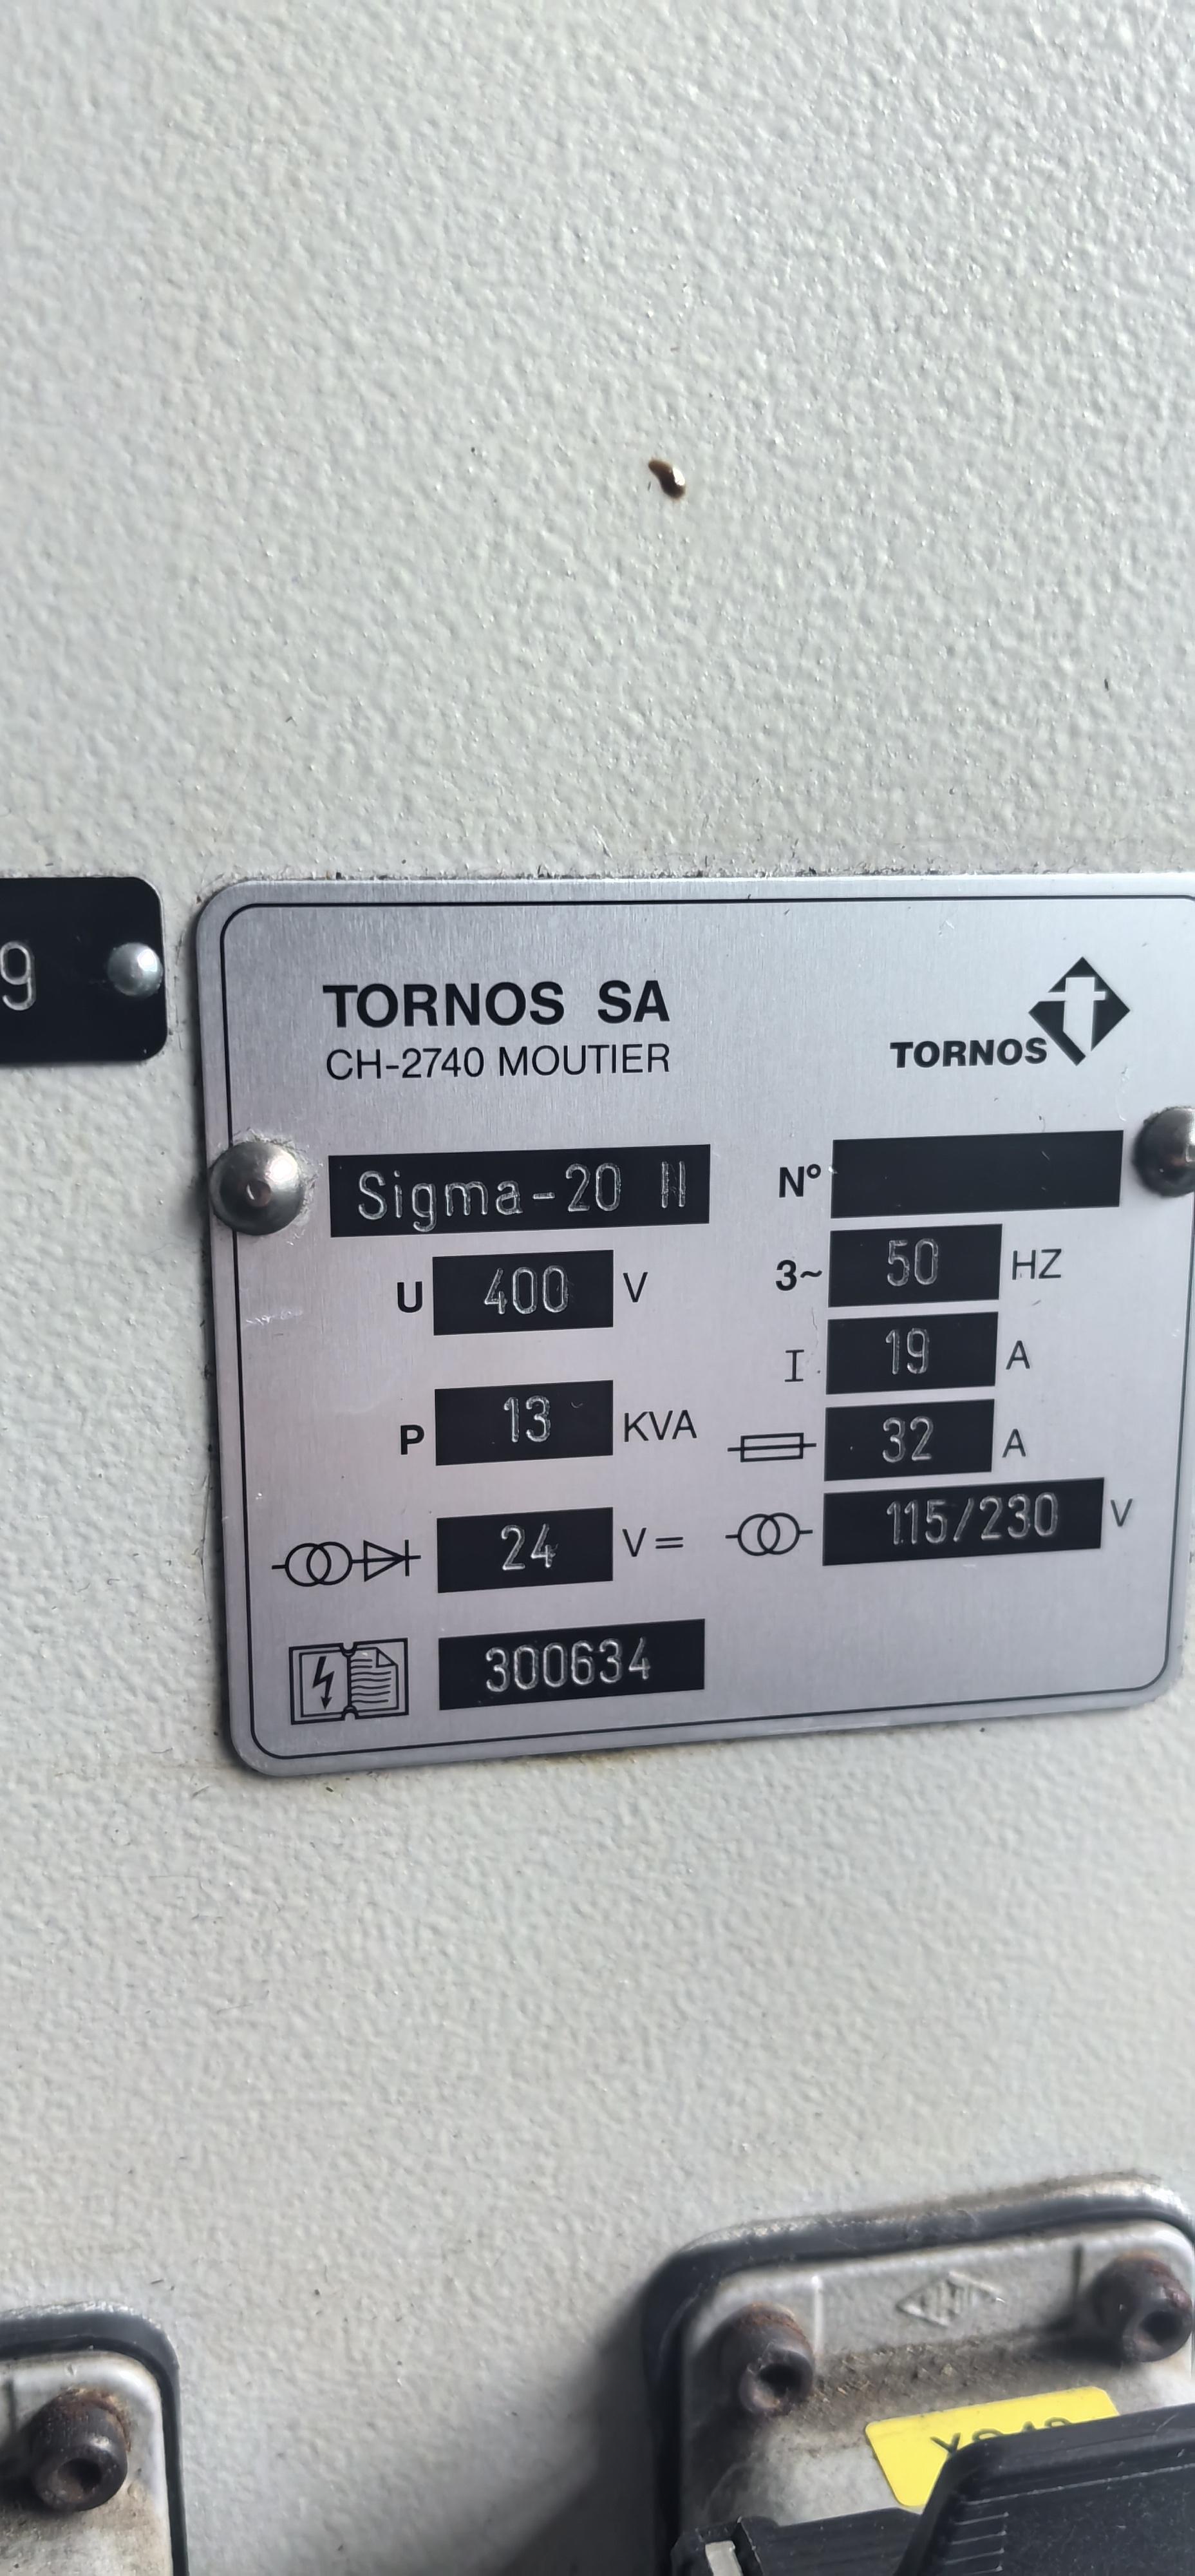 9
TORNOS SA
CH-2740 MOUTIER
TORNOS
Sigma-20 II
Nº
U 400 V
3~ 50 HZ
I 19 A
P 13 KVA
32 A
24 V=
115/230 V
300634